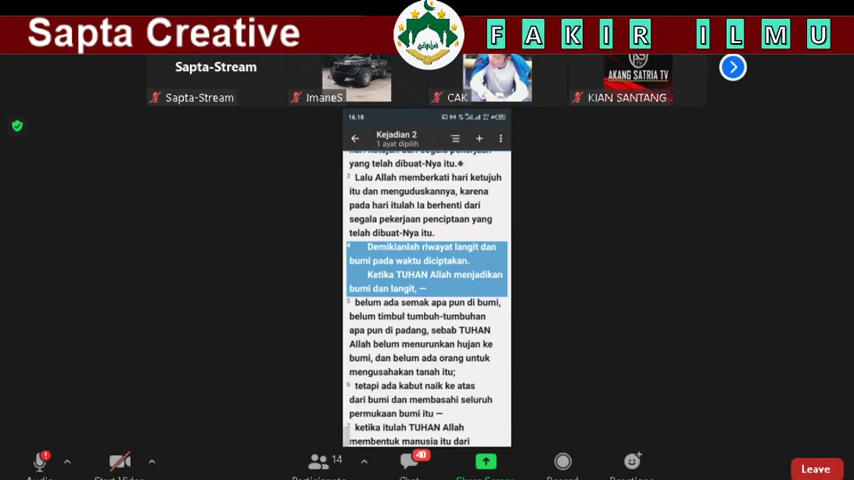 Sapta Creative
FAKIR ILMU
Sapta-Stream
Sapta-Stream
ImaneS
CAK
AKANG SATRIA TV
KIAN SANTANG
16.18
Kejadian 2
1 ayat dipilih
yang telah dibuat-Nya itu.
3 Lalu Allah memberkati hari ketujuh
itu dan menguduskannya, karena
pada hari itulah Ia berhenti dari
segala pekerjaan penciptaan yang
telah dibuat-Nya itu.
4 Demikianlah riwayat langit dan
bumi pada waktu diciptakan.
Ketika TUHAN Allah menjadikan
bumi dan langit, —
5 belum ada semak apa pun di bumi,
belum timbul tumbuh-tumbuhan
apa pun di padang, sebab TUHAN
Allah belum menurunkan hujan ke
bumi, dan belum ada orang untuk
mengusahakan tanah itu;
6 tetapi ada kabut naik ke atas
dari bumi dan membasahi seluruh
permukaan bumi itu —
7 ketika itulah TUHAN Allah
membentuk manusia itu dari
14
40
Leave